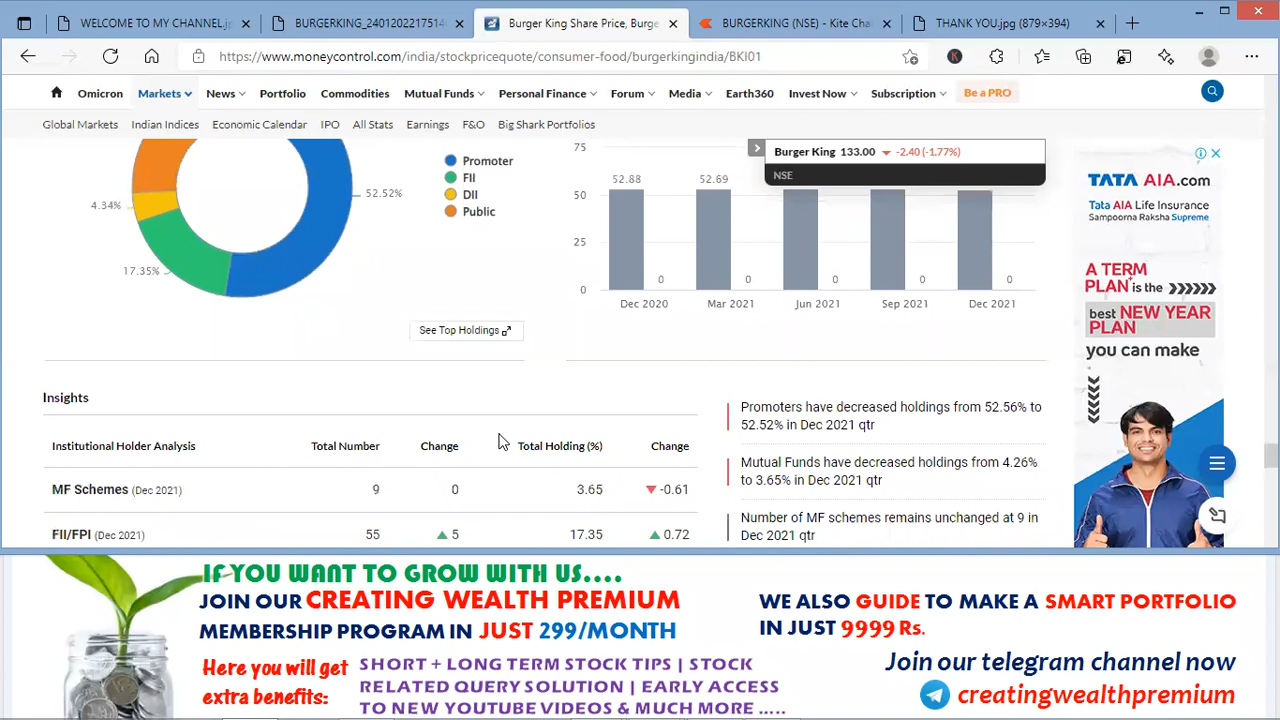 WELCOME TO MY CHANNEL.j
BURGERKING_2401202217514
Burger King Share Price, Burge
BURGERKING (NSE) - Kite Cha
THANK YOU.jpg (879×394)
https://www.moneycontrol.com/india/stockpricequote/consumer-food/burgerkingindia/BKI01
Omicron Markets News Portfolio Commodities Mutual Funds Personal Finance Forum Media Earth360 Invest Now Subscription Be a PRO
Global Markets Indian Indices Economic Calendar IPO All Stats Earnings F&O Big Shark Portfolios
Promoter
FII
DII
Public
52.52%
4.34%
17.35%
See Top Holdings
75
50
25
0
52.88
52.69
0
0
0
0
0
Dec 2020
Mar 2021
Jun 2021
Sep 2021
Dec 2021
Burger King 133.00 -2.40 (-1.77%)
NSE
TATA AIA.com
Tata AIA Life Insurance
Sampoorna Raksha Supreme
A TERM
PLAN+ is the
best NEW YEAR
PLAN
you can make
Insights
Institutional Holder Analysis Total Number Change Total Holding (%) Change
MF Schemes (Dec 2021) 9 0 3.65 -0.61
FII/FPI (Dec 2021) 55 5 17.35 0.72
Promoters have decreased holdings from 52.56% to
52.52% in Dec 2021 qtr
Mutual Funds have decreased holdings from 4.26%
to 3.65% in Dec 2021 qtr
Number of MF schemes remains unchanged at 9 in
Dec 2021 qtr
IF YOU WANT TO GROW WITH US....
JOIN OUR CREATING WEALTH PREMIUM
MEMBERSHIP PROGRAM IN JUST 299/MONTH
Here you will get
extra benefits:
SHORT + LONG TERM STOCK TIPS | STOCK
RELATED QUERY SOLUTION | EARLY ACCESS
TO NEW YOUTUBE VIDEOS & MUCH MORE .....
WE ALSO GUIDE TO MAKE A SMART PORTFOLIO
IN JUST 9999 Rs.
Join our telegram channel now
creatingwealthpremium